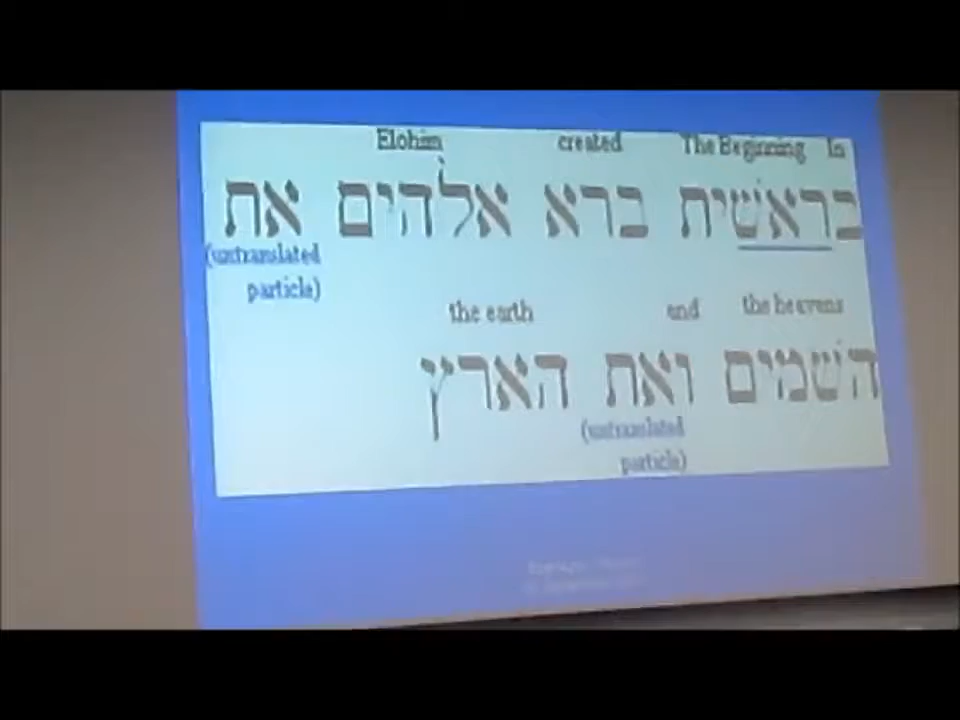 Elohim created The Beginning In
בראשית ברא אלהים את
(untranslated
particle)
the earth and the heavens
השמים ואת הארץ
(untranslated
particle)